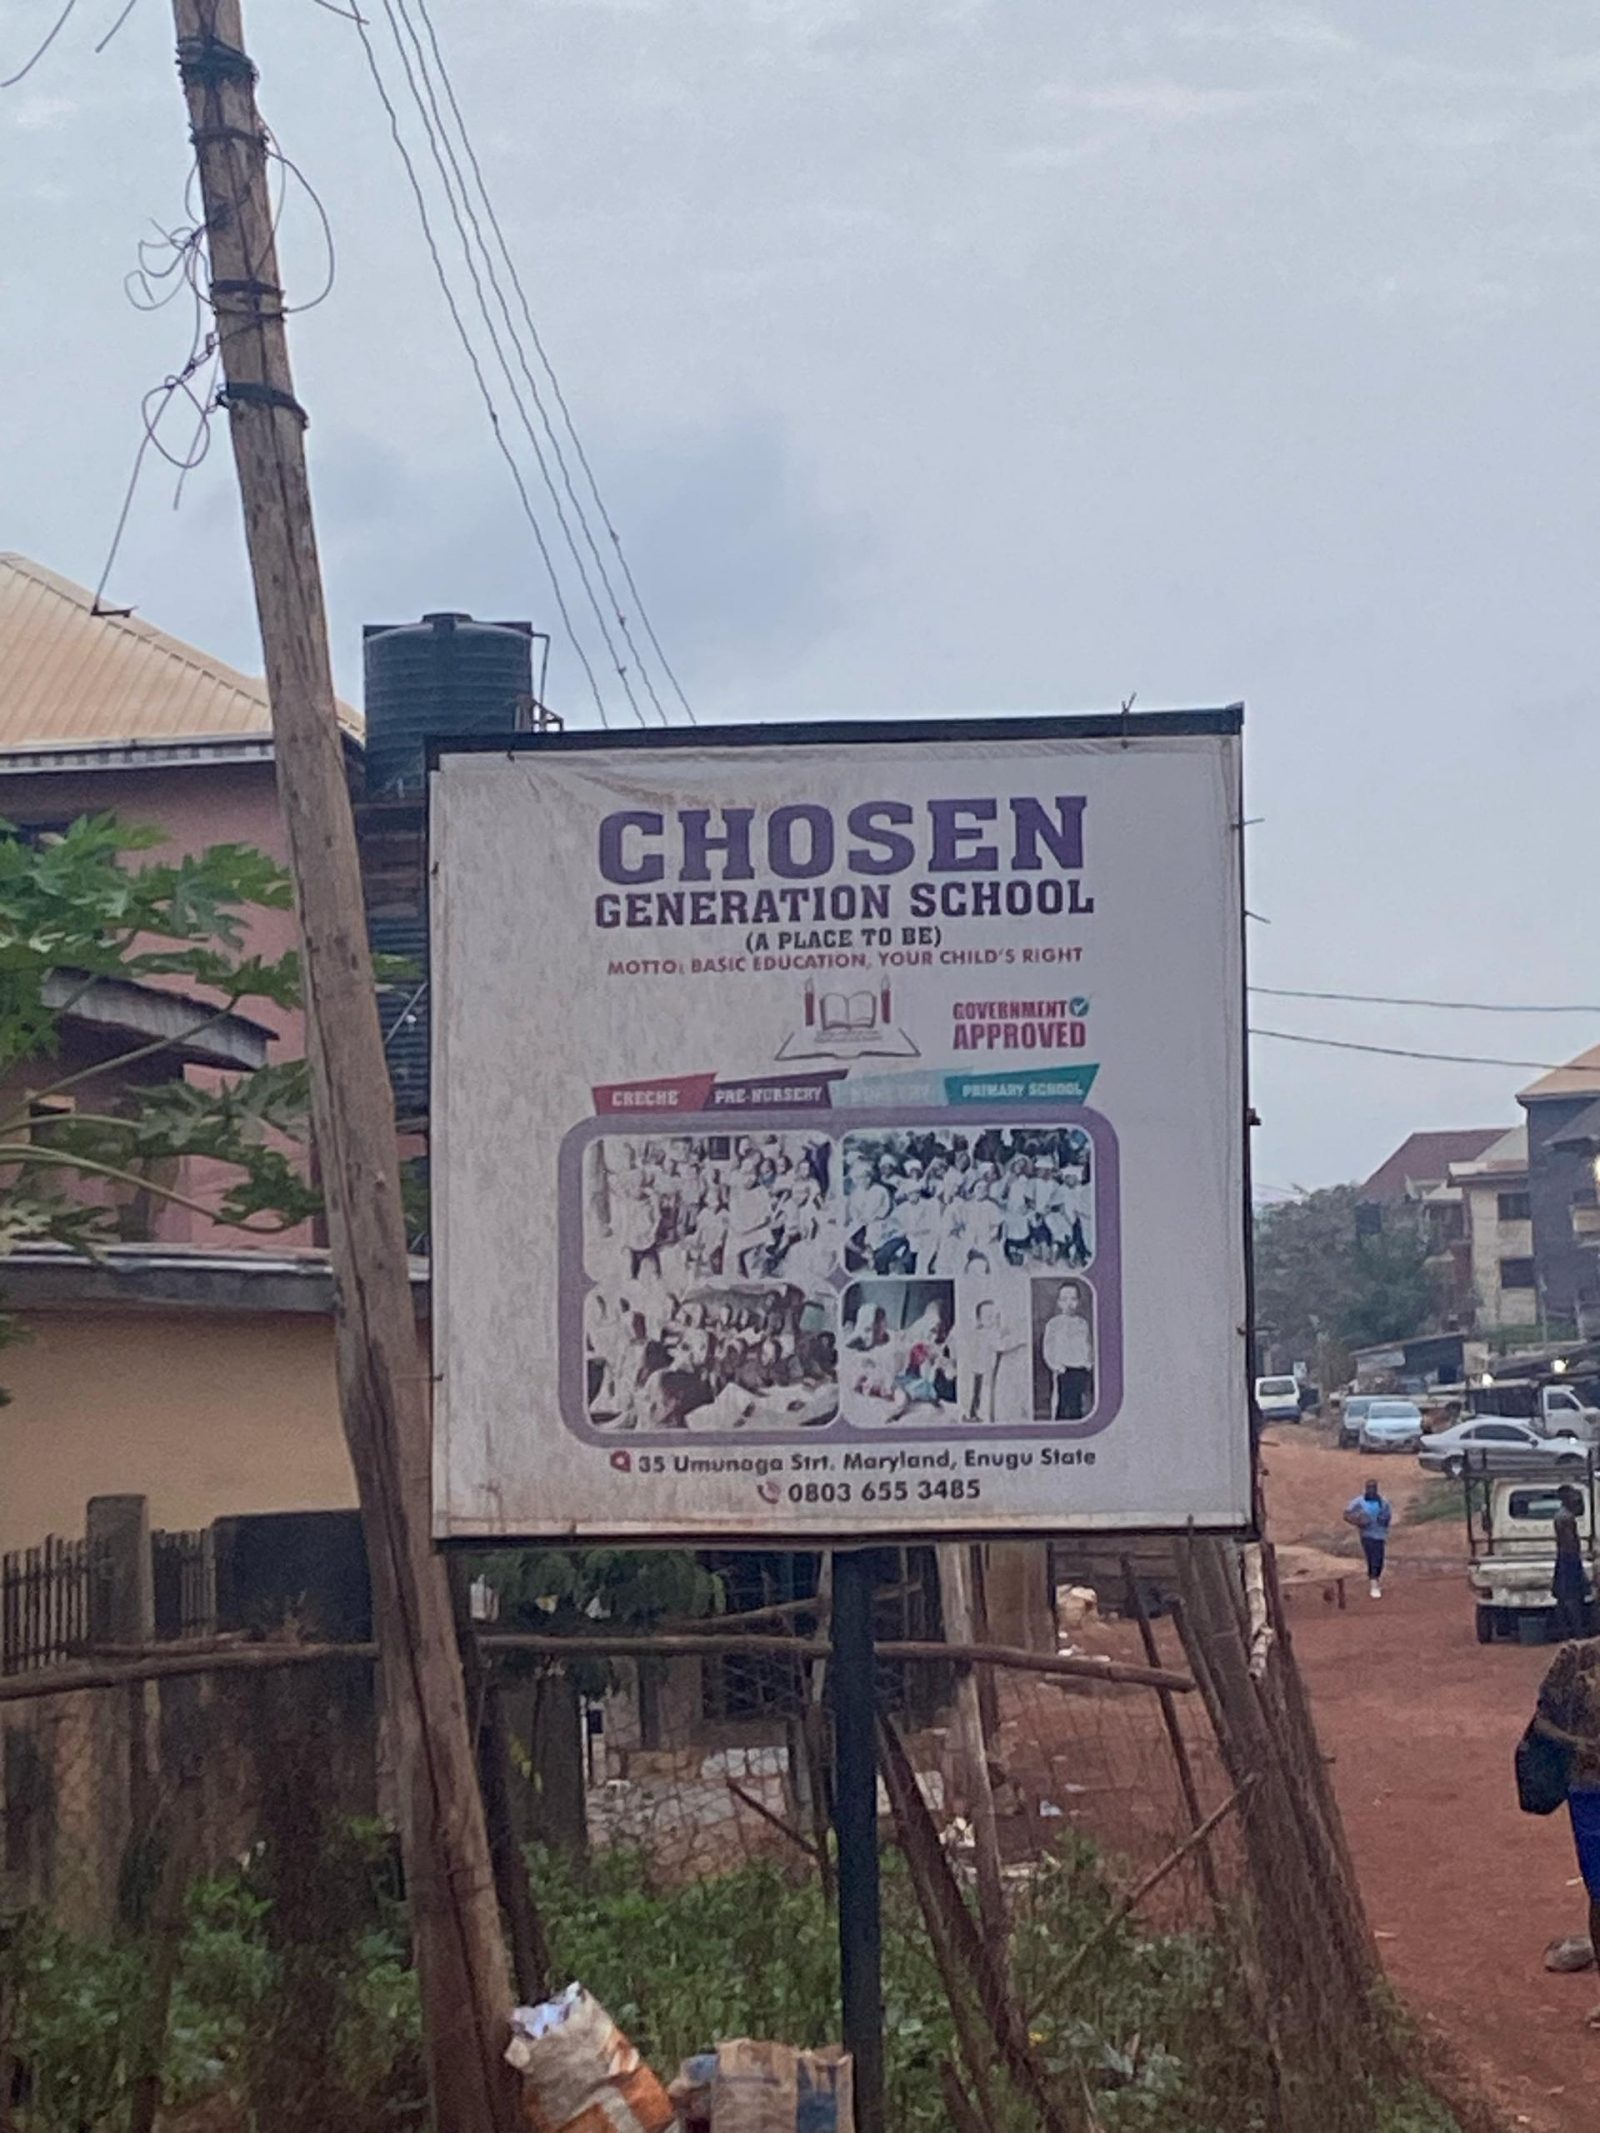 CHOSEN
GENERATION SCHOOL
(A PLACE TO BE)
MOTTO: BASIC EDUCATION, YOUR CHILD'S RIGHT
GOVERNMENT
APPROVED
CRECHE PRE-NURSERY NURSERY PRIMARY SCHOOL
35 Umunaga Strt. Maryland, Enugu State
0803 655 3485